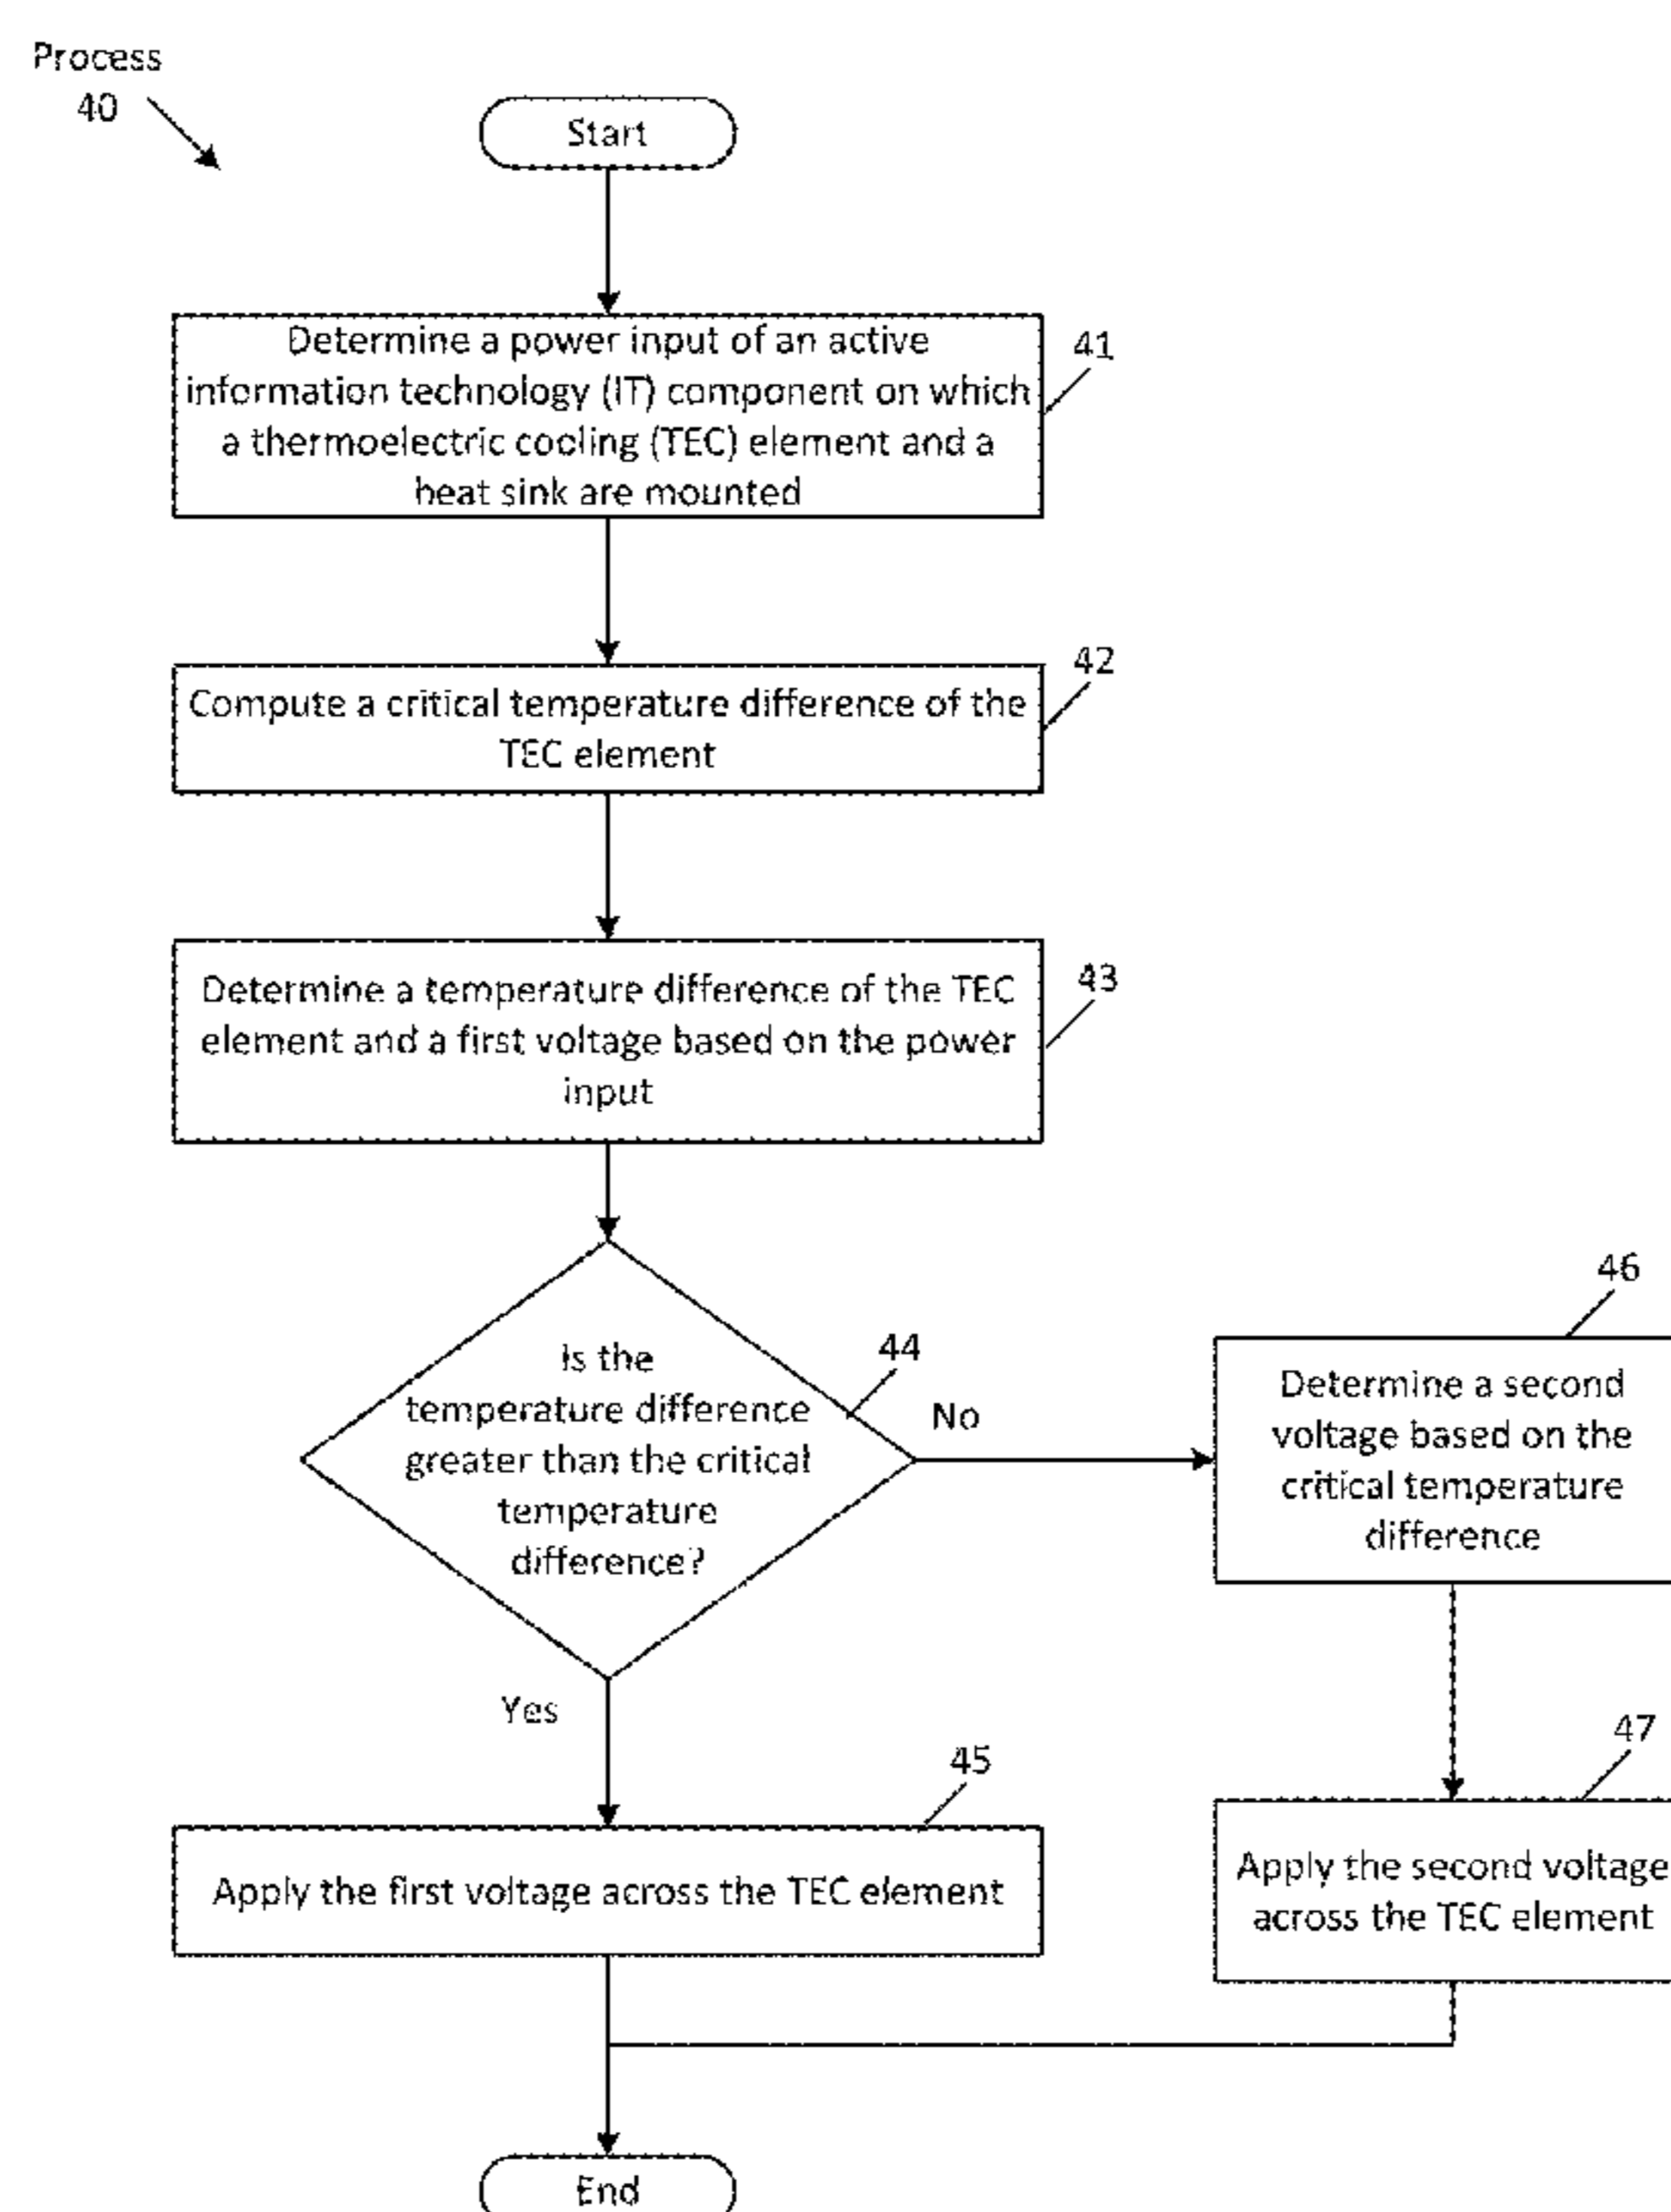 Process
40
Start
Determine a power input of an active
information technology (IT) component on which
a thermoelectric cooling (TEC) element and a
heat sink are mounted
41
Compute a critical temperature difference of the
TEC element
42
Determine a temperature difference of the TEC
element and a first voltage based on the power
input
43
Is the
temperature difference
greater than the critical
temperature
difference?
44
No
46
Determine a second
voltage based on the
critical temperature
difference
Yes
45
Apply the first voltage across the TEC element
47
Apply the second voltage
across the TEC element
End